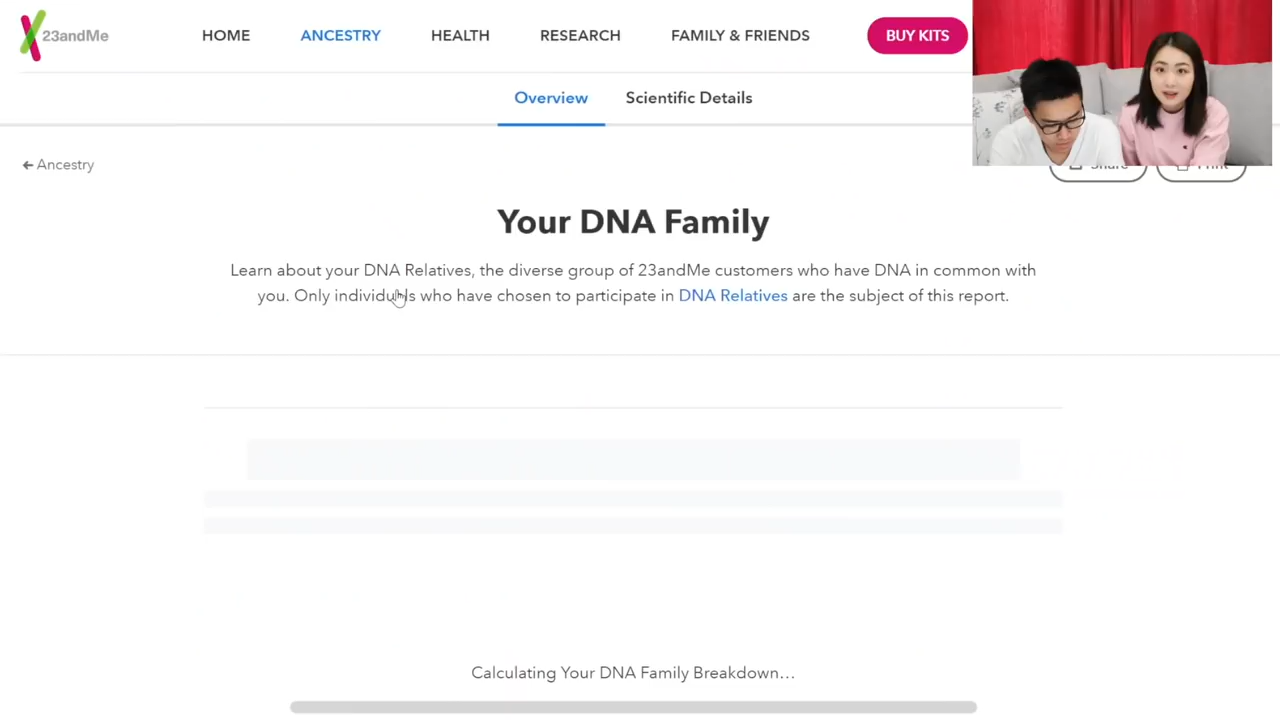 23andMe
HOME
ANCESTRY
HEALTH
RESEARCH
FAMILY & FRIENDS
BUY KITS
Overview
Scientific Details
Ancestry
Share
Print
Your DNA Family
Learn about your DNA Relatives, the diverse group of 23andMe customers who have DNA in common with
you. Only individuals who have chosen to participate in DNA Relatives are the subject of this report.
Calculating Your DNA Family Breakdown…